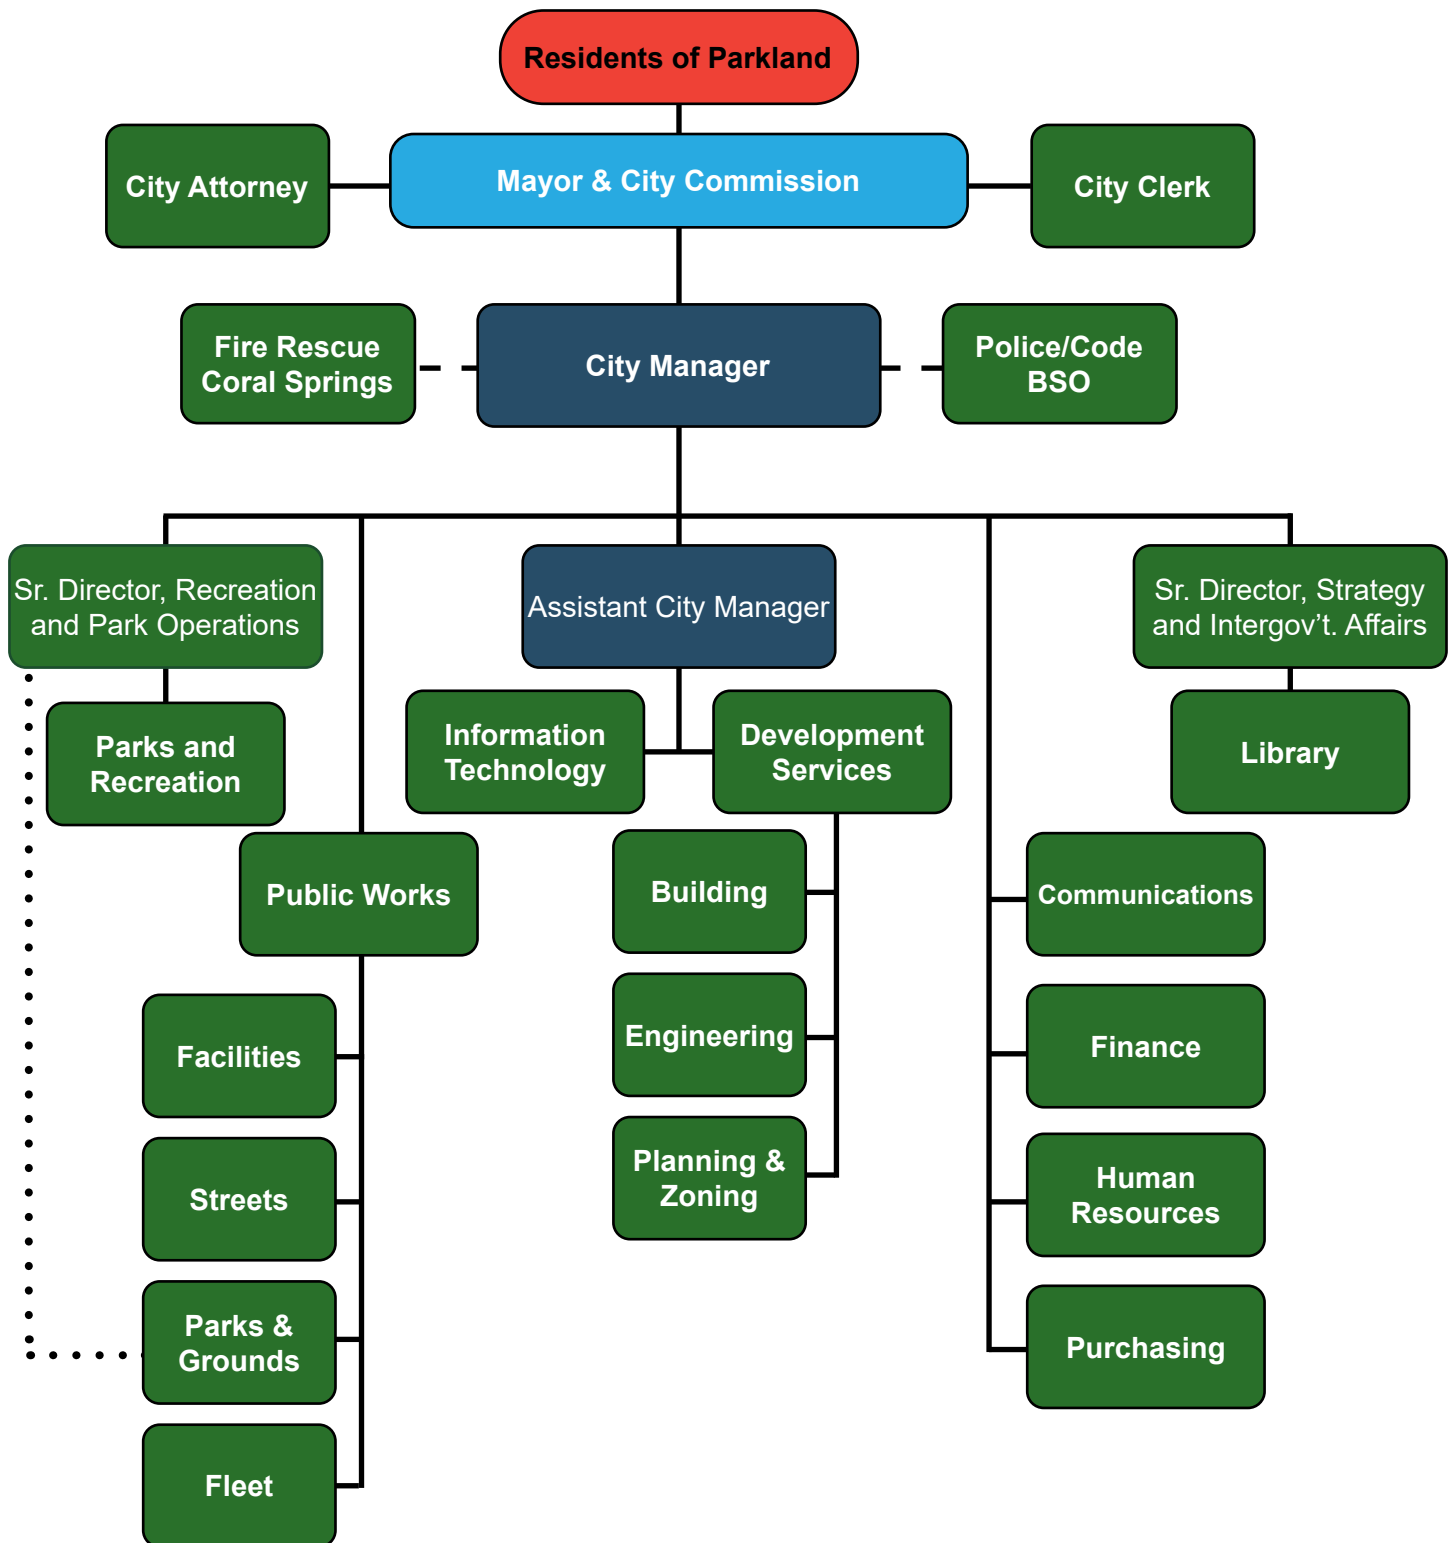 Residents of Parkland
City Attorney
Mayor & City Commission
City Clerk
Fire Rescue
Coral Springs
City Manager
Police/Code
BSO
Sr. Director, Recreation
and Park Operations
Assistant City Manager
Sr. Director, Strategy
and Intergov’t. Affairs
Parks and
Recreation
Information
Technology
Development
Services
Library
Public Works
Building
Communications
Facilities
Engineering
Finance
Streets
Planning &
Zoning
Human
Resources
Parks &
Grounds
Purchasing
Fleet